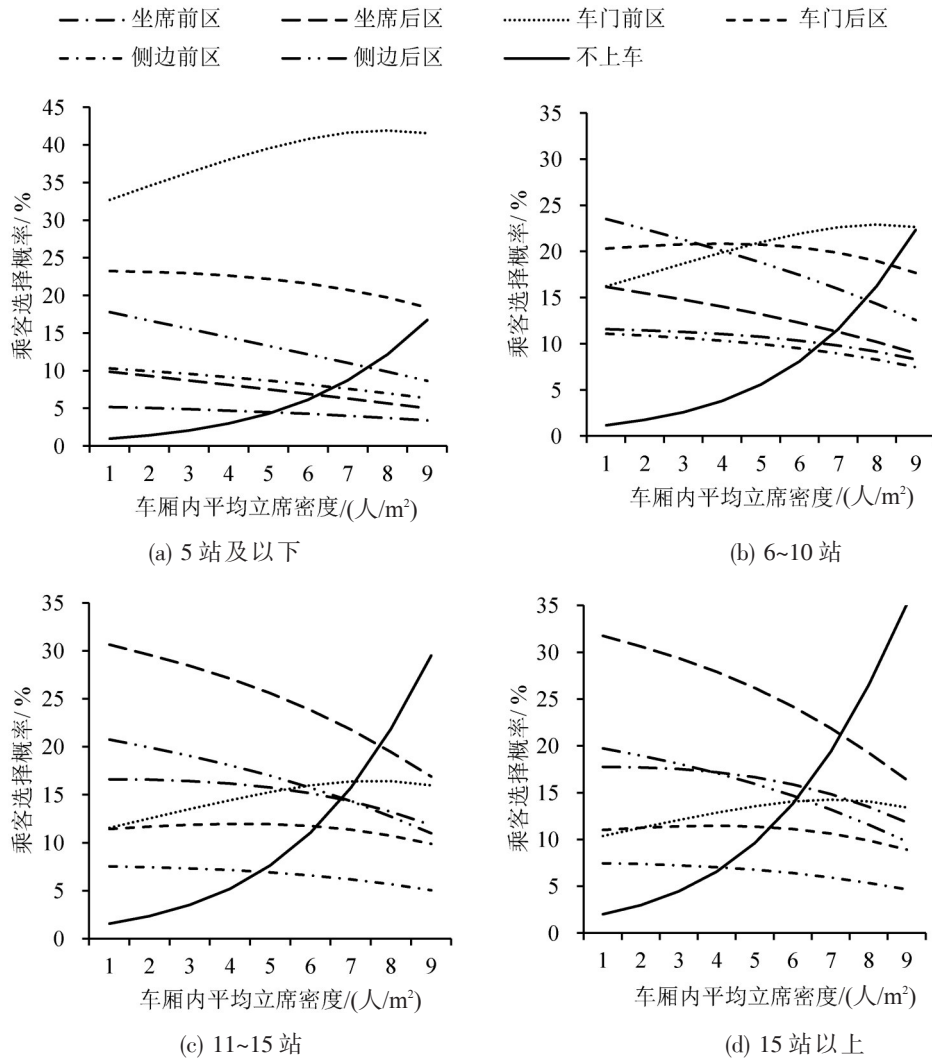 坐席前区 坐席后区 车门前区 车门后区
侧边前区 侧边后区 不上车
乘客选择概率/%
45
40
35
30
25
20
15
10
5
0
1 2 3 4 5 6 7 8 9
车厢内平均立席密度/(人/m²)
(a) 5 站及以下
乘客选择概率/%
35
30
25
20
15
10
5
0
1 2 3 4 5 6 7 8 9
车厢内平均立席密度/(人/m²)
(b) 6~10 站
乘客选择概率/%
35
30
25
20
15
10
5
0
1 2 3 4 5 6 7 8 9
车厢内平均立席密度/(人/m²)
(c) 11~15 站
乘客选择概率/%
35
30
25
20
15
10
5
0
1 2 3 4 5 6 7 8 9
车厢内平均立席密度/(人/m²)
(d) 15 站以上